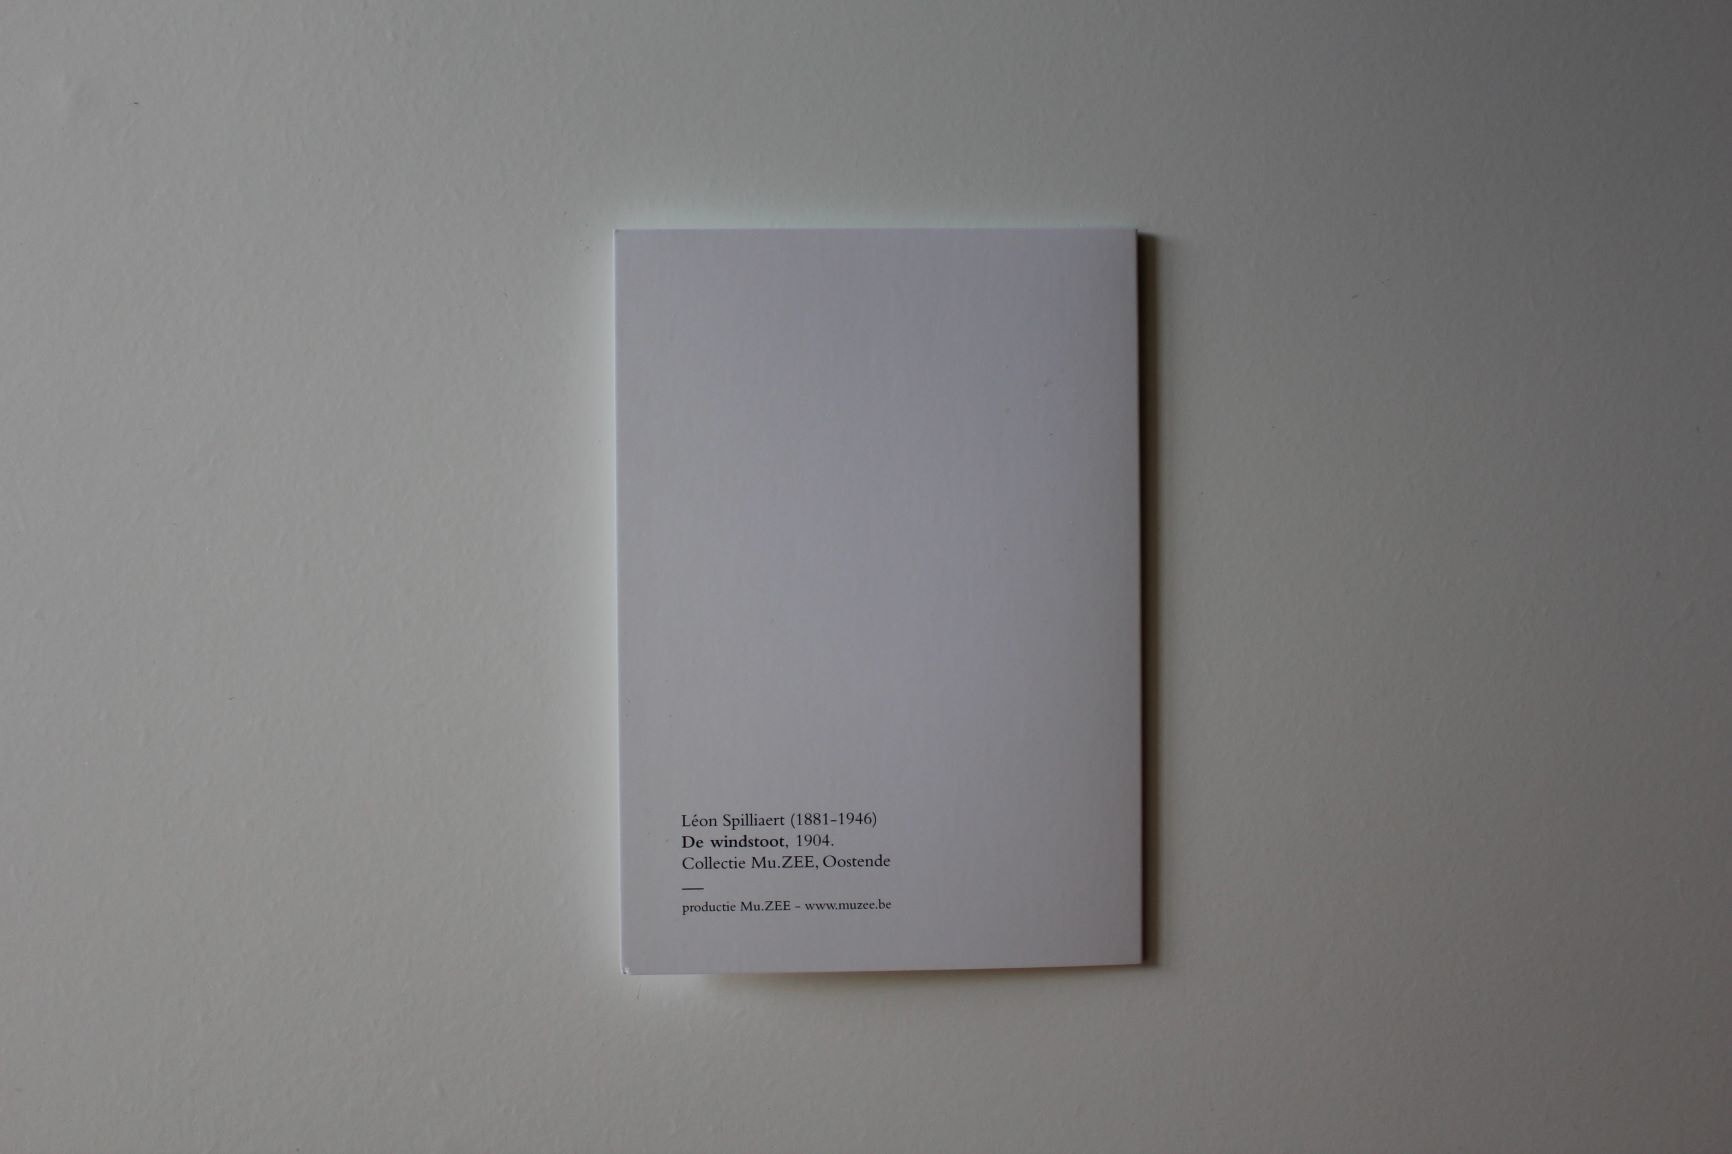 Léon Spilliaert (1881-1946)
De windstoot, 1904.
Collectie Mu.ZEE, Oostende
productie Mu.ZEE - www.muzee.be